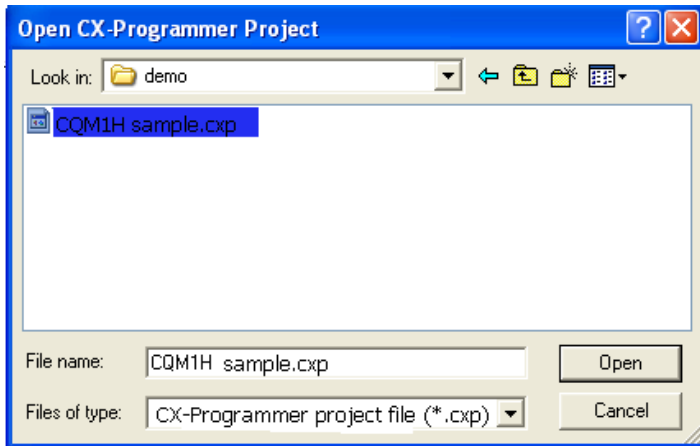 Open CX-Programmer Project
Look in: demo
CQM1H sample.cxp
File name: CQM1H sample.cxp Open
Files of type: CX-Programmer project file (*.cxp) Cancel